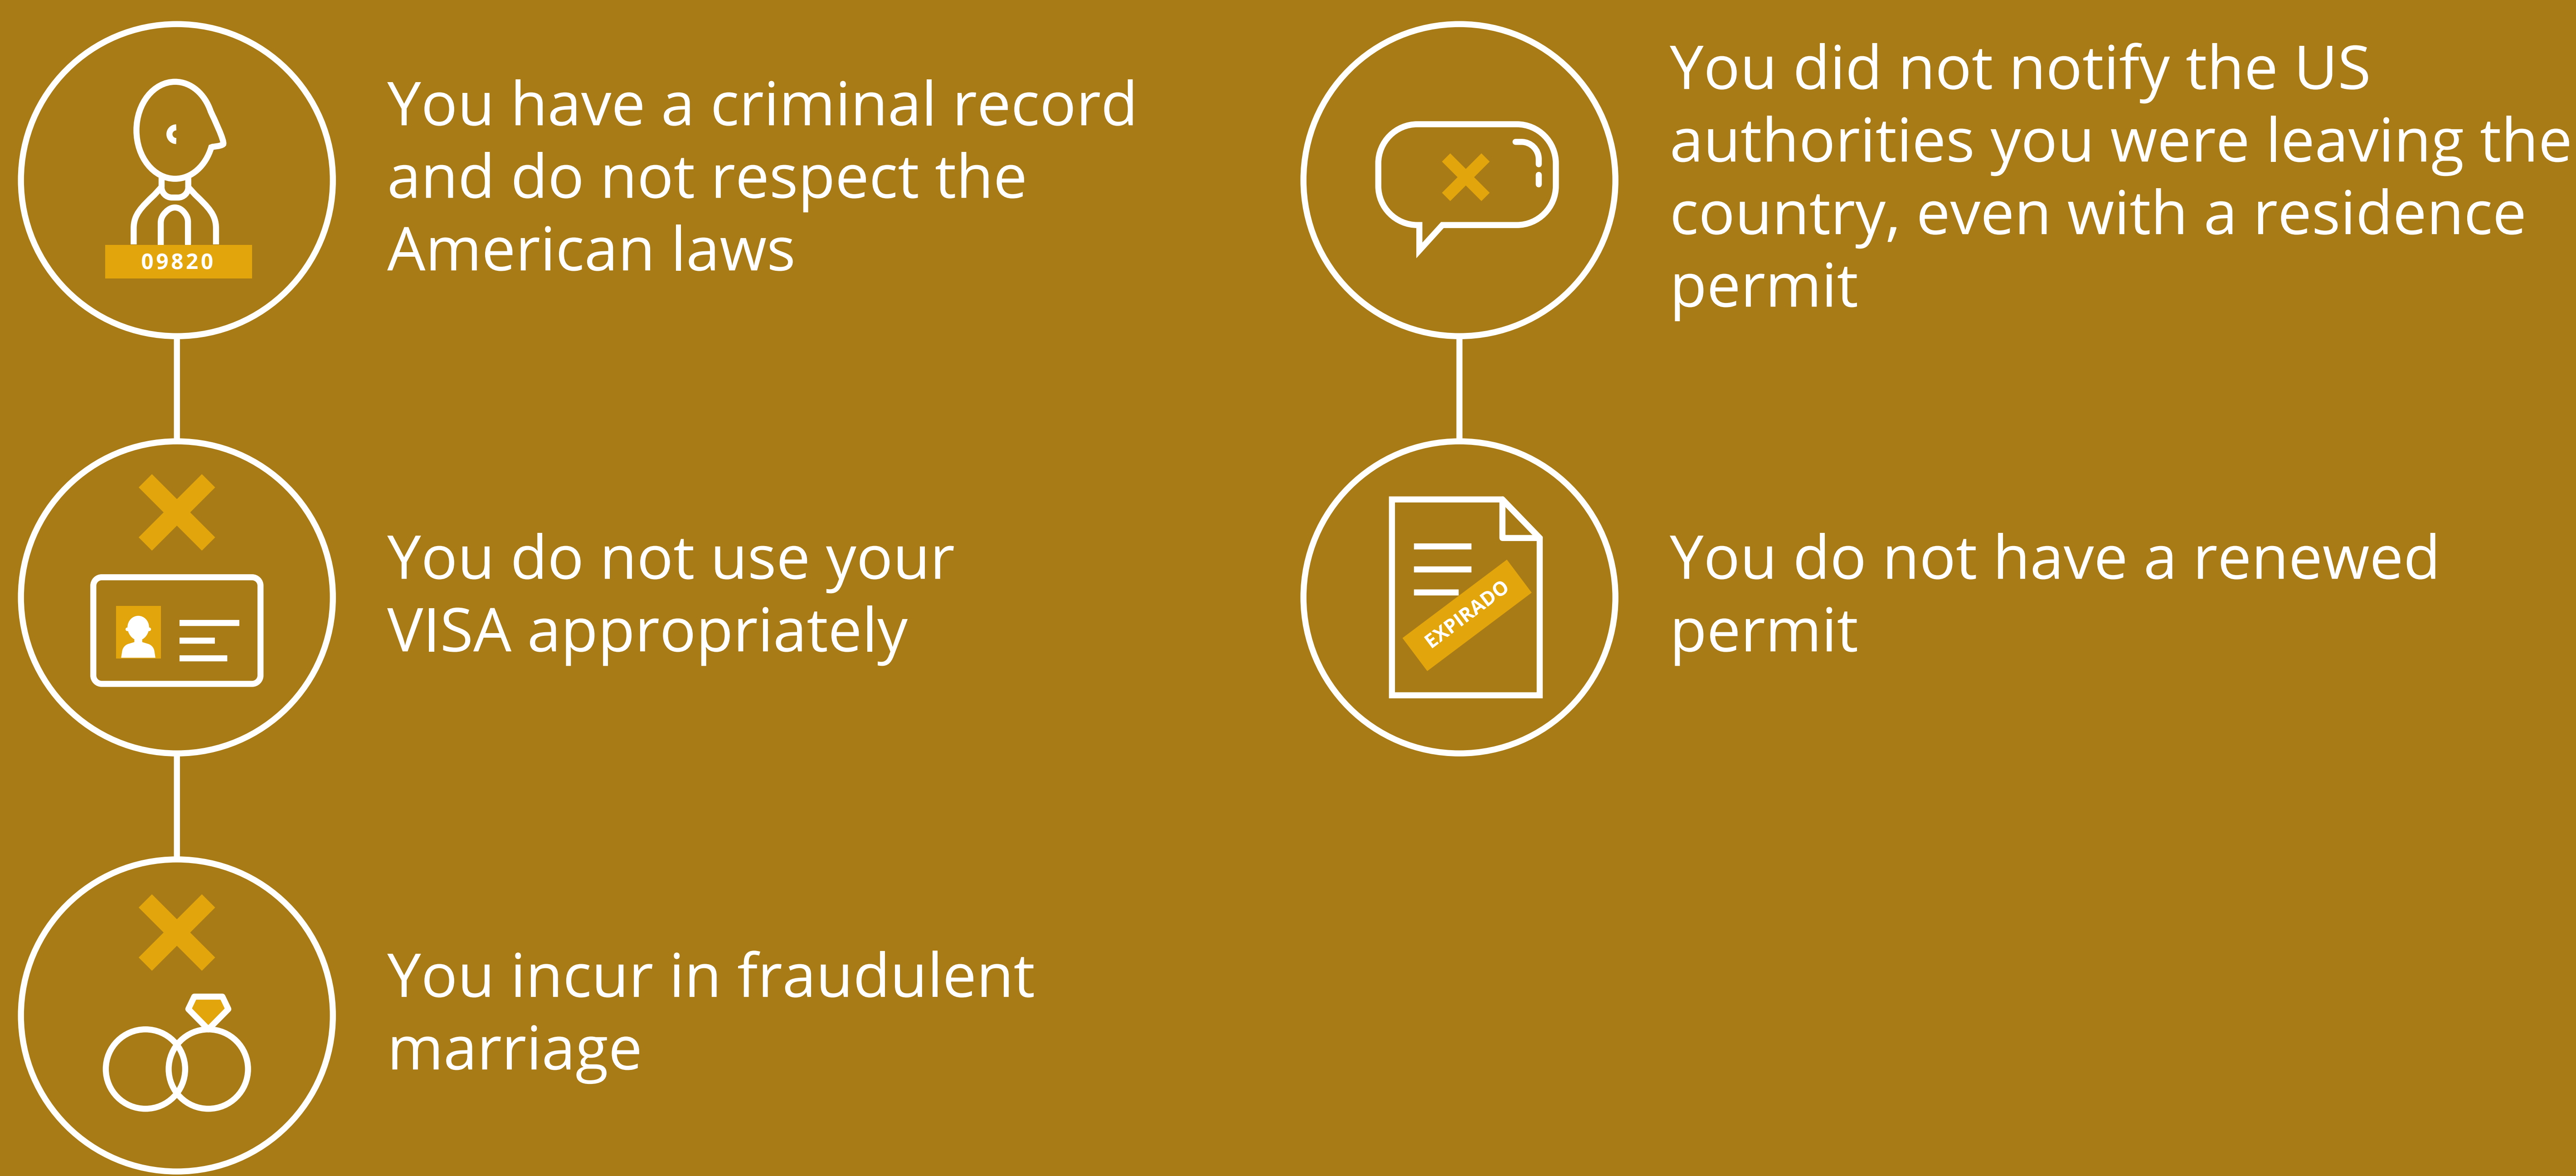 09820
You have a criminal record
and do not respect the
American laws
You do not use your
VISA appropriately
You incur in fraudulent
marriage
You did not notify the US
authorities you were leaving the
country, even with a residence
permit
EXPIRADO
You do not have a renewed
permit